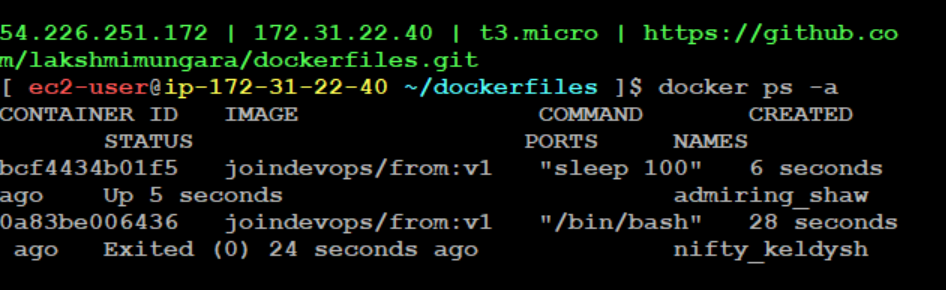 54.226.251.172 | 172.31.22.40 | t3.micro | https://github.co
m/lakshmimungara/dockerfiles.git
[ ec2-user@ip-172-31-22-40 ~/dockerfiles ]$ docker ps -a
CONTAINER ID   IMAGE                COMMAND       CREATED
       STATUS                       PORTS     NAMES
bcf4434b01f5   joindevops/from:v1   "sleep 100"   6 seconds
ago    Up 5 seconds                           admiring_shaw
0a83be006436   joindevops/from:v1   "/bin/bash"   28 seconds
 ago   Exited (0) 24 seconds ago              nifty_keldysh